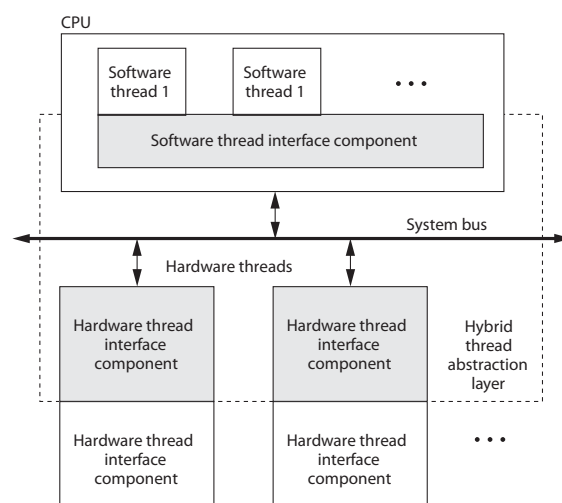 CPU
Software
thread 1
Software
thread 1
• • •
Software thread interface component
System bus
Hardware threads
Hardware thread
interface
component
Hardware thread
interface
component
Hybrid
thread
abstraction
layer
Hardware thread
interface
component
Hardware thread
interface
component
• • •